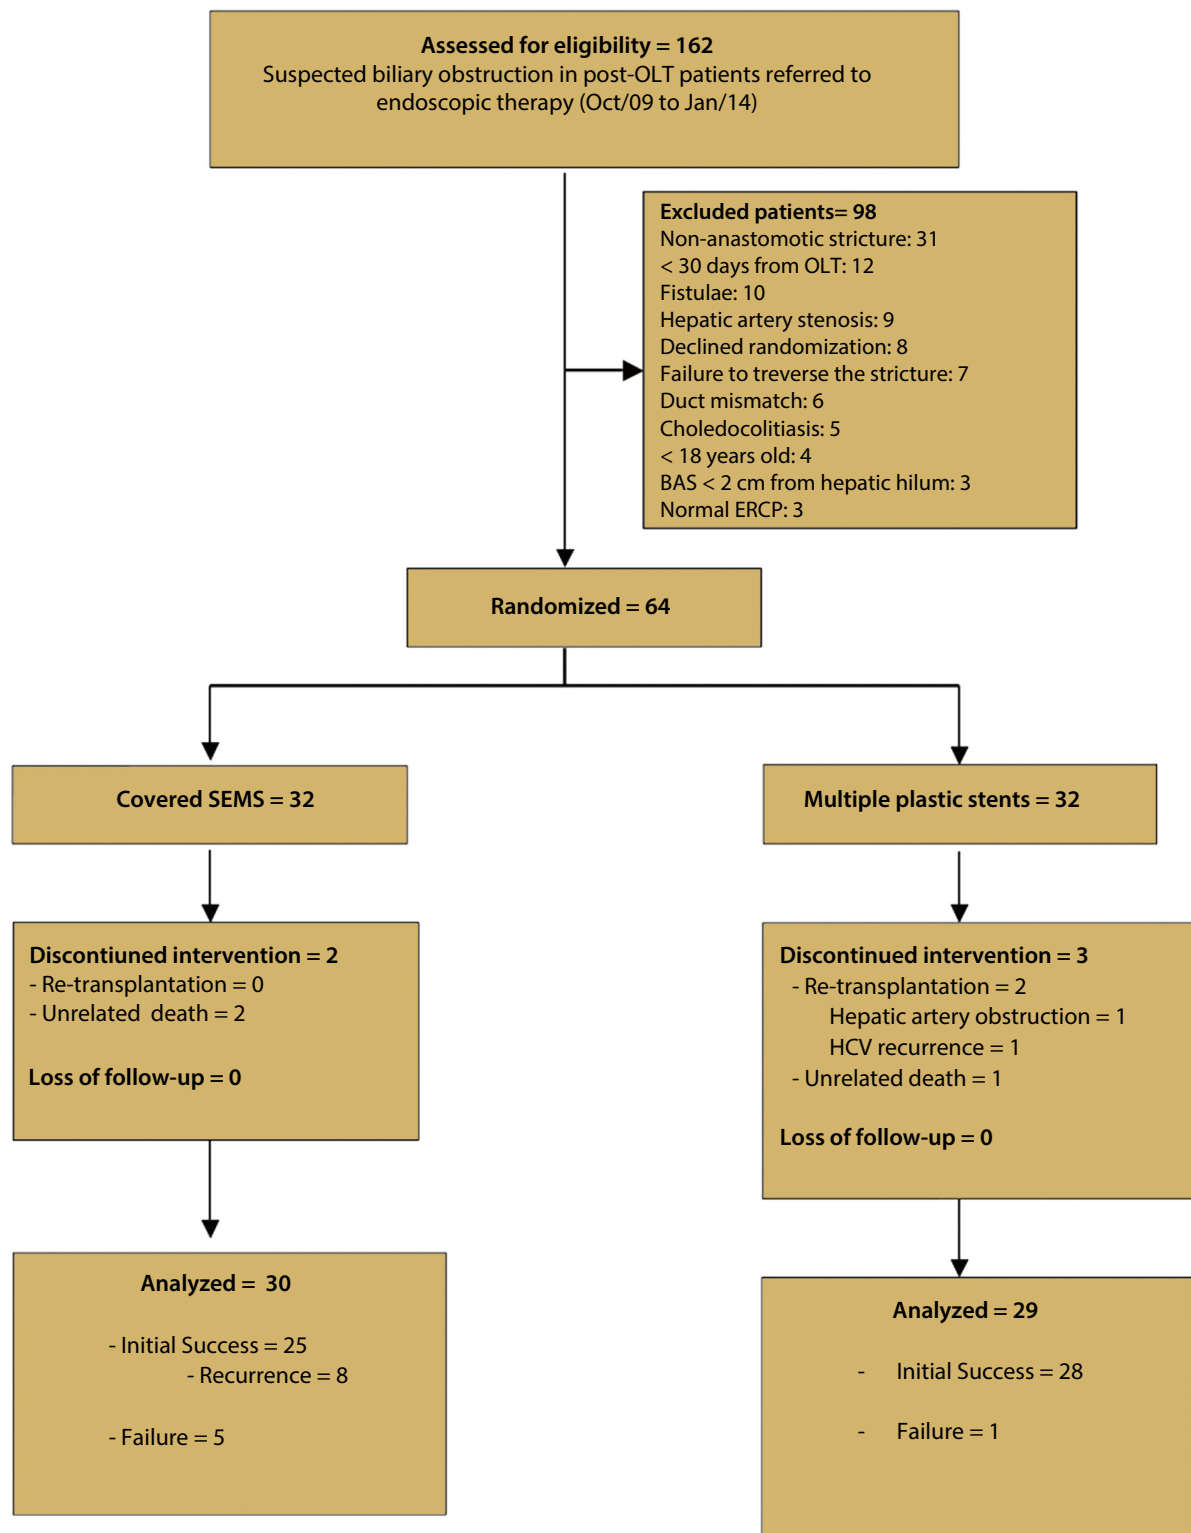 Assessed for eligibility = 162
Suspected biliary obstruction in post-OLT patients referred to
endoscopic therapy (Oct/09 to Jan/14)
Excluded patients= 98
Non-anastomotic stricture: 31
< 30 days from OLT: 12
Fistulae: 10
Hepatic artery stenosis: 9
Declined randomization: 8
Failure to treverse the stricture: 7
Duct mismatch: 6
Choledocolitiasis: 5
< 18 years old: 4
BAS < 2 cm from hepatic hilum: 3
Normal ERCP: 3
Randomized = 64
Covered SEMS = 32
Multiple plastic stents = 32
Discontiuned intervention = 2
- Re-transplantation = 0
- Unrelated death = 2
Loss of follow-up = 0
Discontinued intervention = 3
- Re-transplantation = 2
Hepatic artery obstruction = 1
HCV recurrence = 1
- Unrelated death = 1
Loss of follow-up = 0
Analyzed = 30
- Initial Success = 25
- Recurrence = 8
- Failure = 5
Analyzed = 29
- Initial Success = 28
- Failure = 1